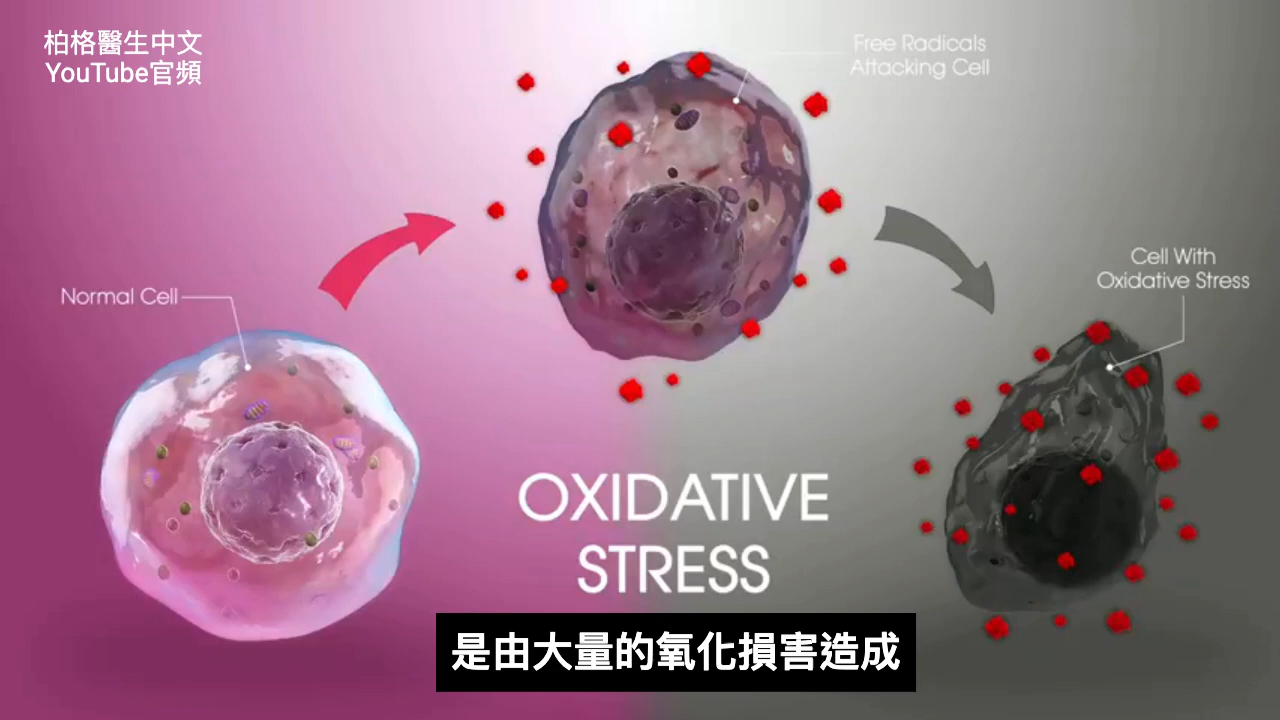 柏格醫生中文
YouTube官頻
Free Radicals
Attacking Cell
Cell With
Oxidative Stress
Normal Cell
OXIDATIVE
STRESS
是由大量的氧化損害造成